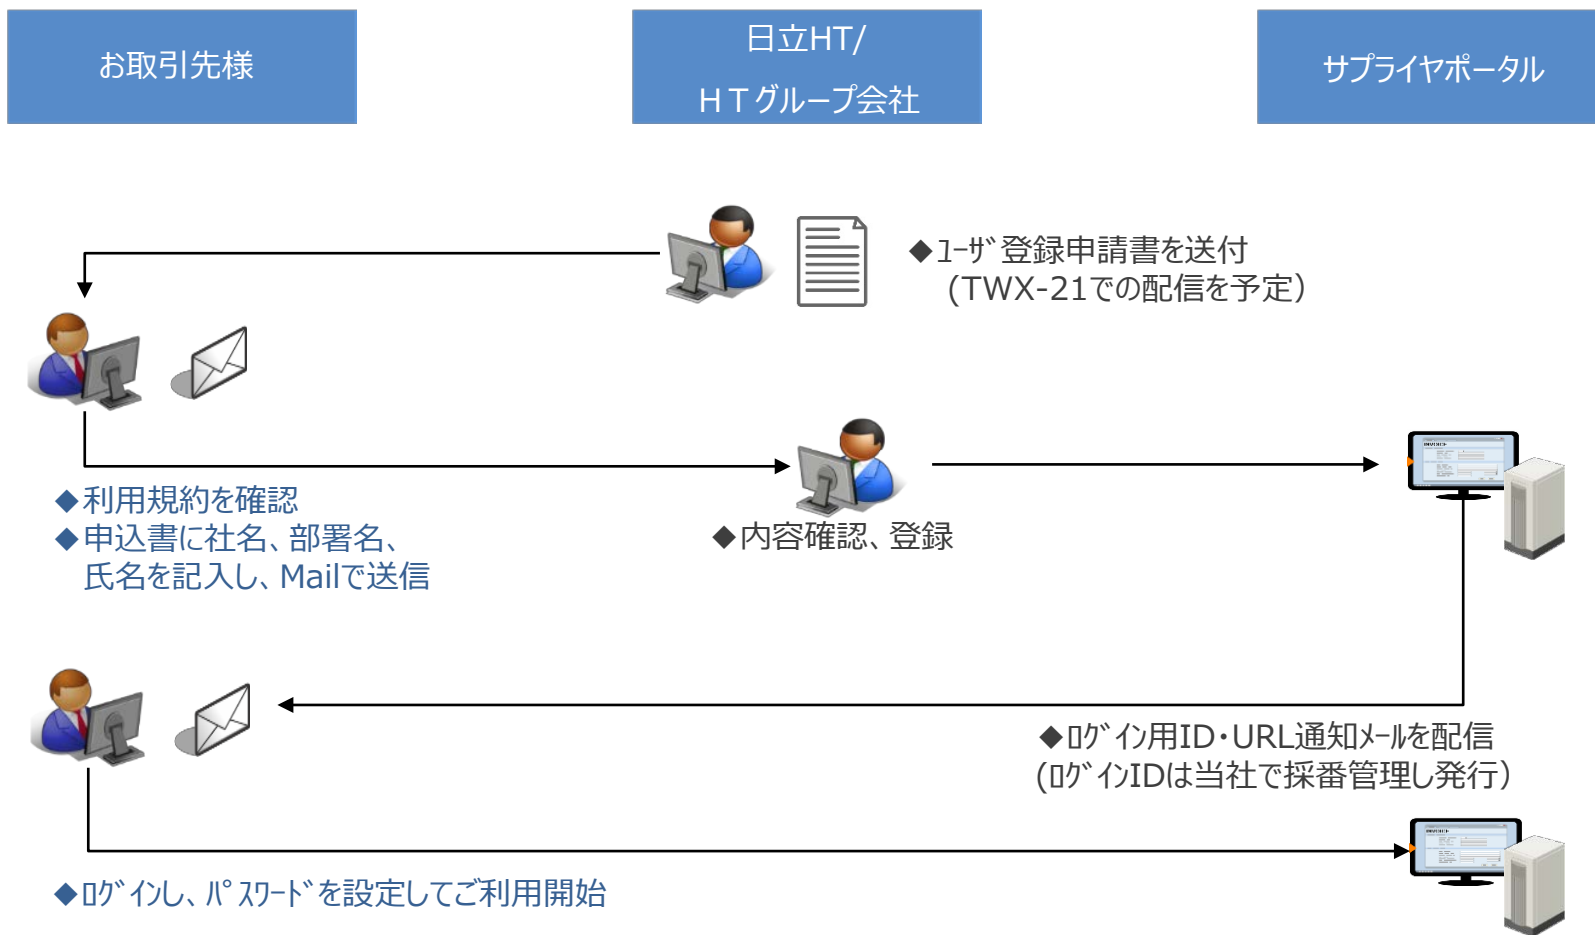 お取引先様
日立HT/
ＨＴグループ会社
サプライヤポータル
◆ﾕｰｻﾞ登録申請書を送付
(TWX-21での配信を予定）
◆利用規約を確認
◆申込書に社名、部署名、
氏名を記入し、Mailで送信
◆内容確認、登録
◆ﾛｸﾞｲﾝ用ID・URL通知ﾒｰﾙを配信
(ﾛｸﾞｲﾝIDは当社で採番管理し発行）
◆ﾛｸﾞｲﾝし、ﾊﾟｽﾜｰﾄﾞを設定してご利用開始